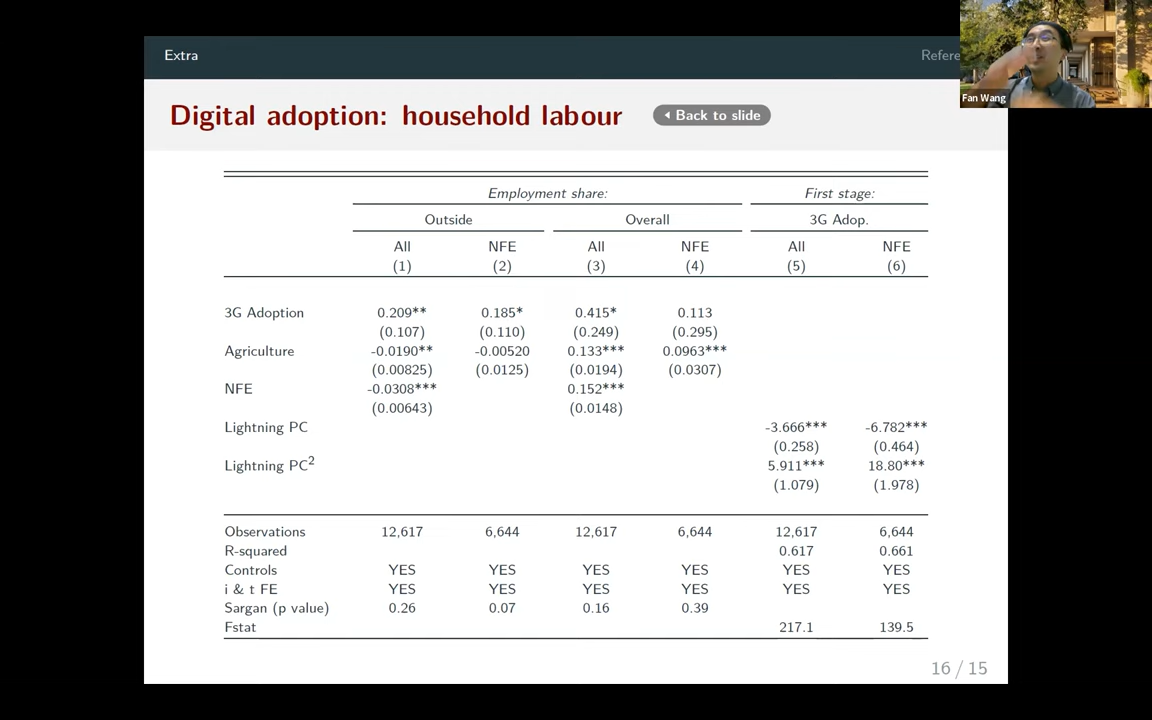 Extra
Refere
Fan Wang
Digital adoption: household labour
Back to slide
Employment share: First stage:
Outside Overall 3G Adop.
All NFE All NFE All NFE
(1) (2) (3) (4) (5) (6)
3G Adoption 0.209** 0.185* 0.415* 0.113
(0.107) (0.110) (0.249) (0.295)
Agriculture -0.0190** -0.00520 0.133*** 0.0963***
(0.00825) (0.0125) (0.0194) (0.0307)
NFE -0.0308*** 0.152***
(0.00643) (0.0148)
Lightning PC -3.666*** -6.782***
(0.258) (0.464)
Lightning PC² 5.911*** 18.80***
(1.079) (1.978)
Observations 12,617 6,644 12,617 6,644 12,617 6,644
R-squared 0.617 0.661
Controls YES YES YES YES YES YES
i & t FE YES YES YES YES YES YES
Sargan (p value) 0.26 0.07 0.16 0.39
Fstat 217.1 139.5
16 / 15